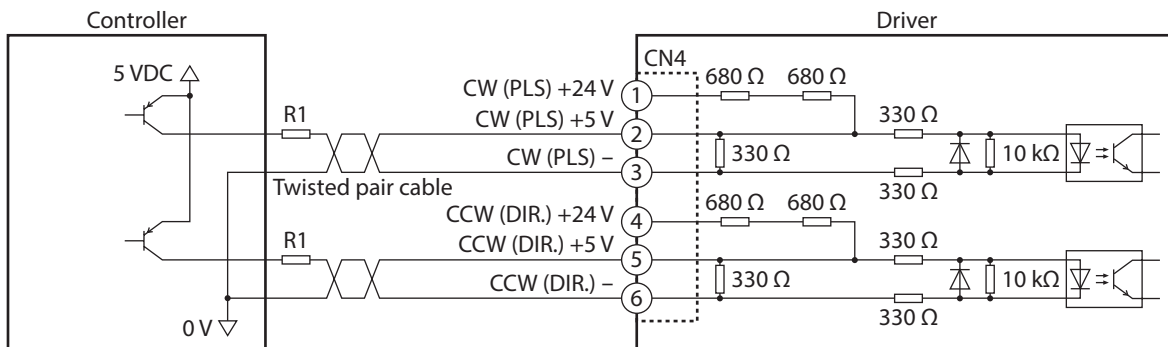 Controller
Driver
5 VDC
CN4
CW (PLS) +24 V
1
680 Ω
680 Ω
R1
CW (PLS) +5 V
2
330 Ω
CW (PLS) –
3
330 Ω
10 kΩ
330 Ω
Twisted pair cable
CCW (DIR.) +24 V
4
680 Ω
680 Ω
R1
CCW (DIR.) +5 V
5
330 Ω
CCW (DIR.) –
6
330 Ω
10 kΩ
330 Ω
0 V